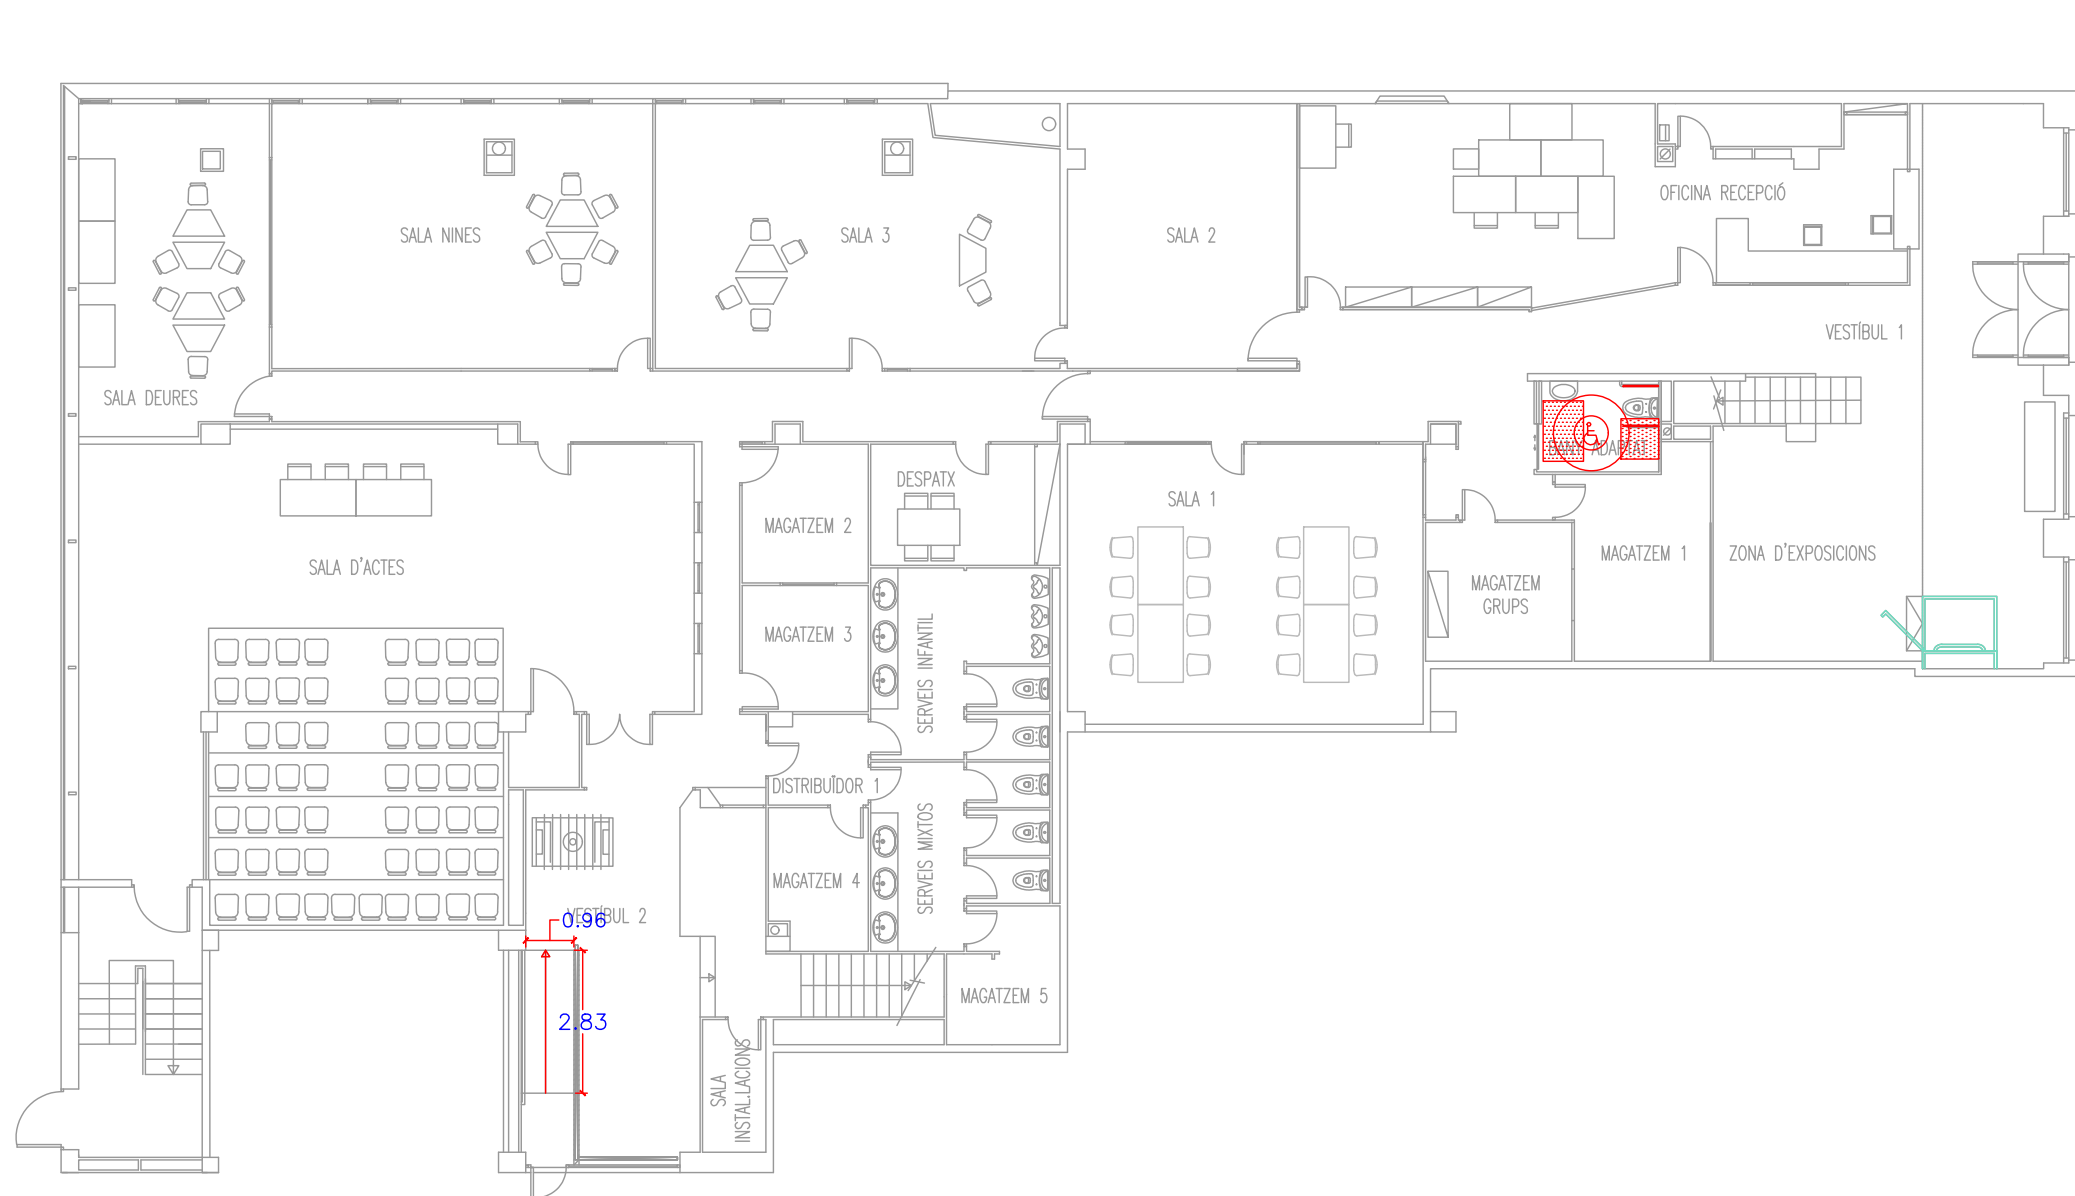 OFICINA RECEPCIÓ
SALA NINES
SALA 3
SALA 2
VESTÍBUL 1
SALA DEURES
BANY ADAPTAT
DESPATX
SALA 1
MAGATZEM 2
SALA D'ACTES
MAGATZEM 1
ZONA D'EXPOSICIONS
MAGATZEM
GRUPS
MAGATZEM 3
SERVEIS INFANTIL
DISTRIBUÏDOR 1
SERVEIS MIXTOS
MAGATZEM 4
VESTÍBUL 2
0.96
MAGATZEM 5
2.83
SALA
INSTAL.LACIONS